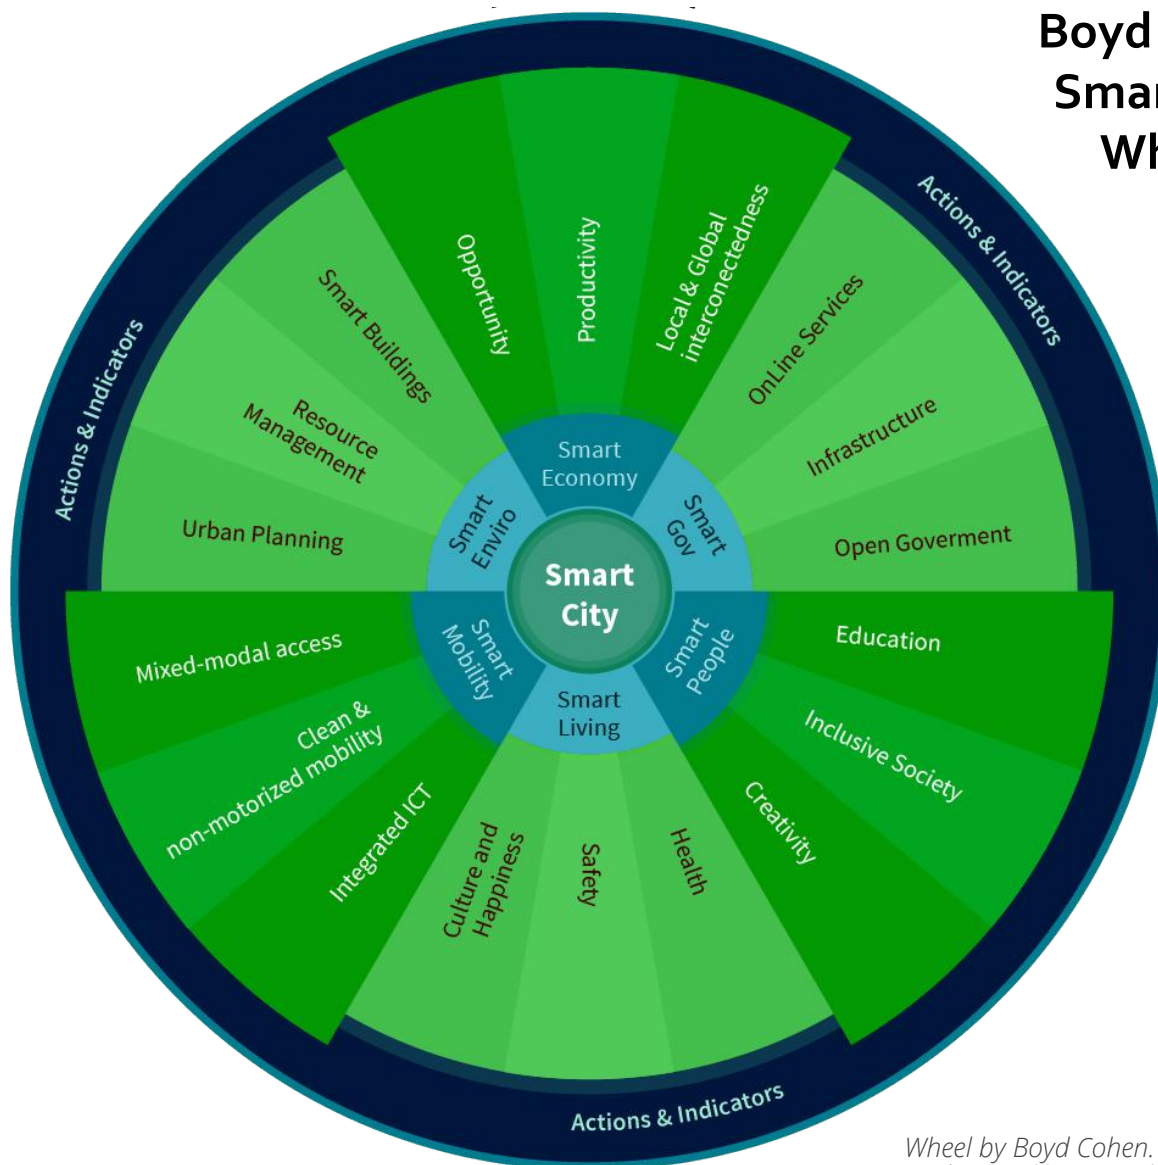 Boyd
Smar
Wh
Actions & Indicators
Actions & Indicators
Opportunity
Productivity
Local & Global
interconectedness
Smart Buildings
Resource
Management
Urban Planning
OnLine Services
Infrastructure
Open Goverment
Smart
Economy
Smart
Enviro
Smart
Gov
Smart
City
Smart
Mobility
Smart
People
Smart
Living
Mixed-modal access
Clean &
non-motorized mobility
Integrated ICT
Culture and
Happiness
Safety
Health
Creativity
Inclusive Society
Education
Actions & Indicators
Wheel by Boyd Cohen.